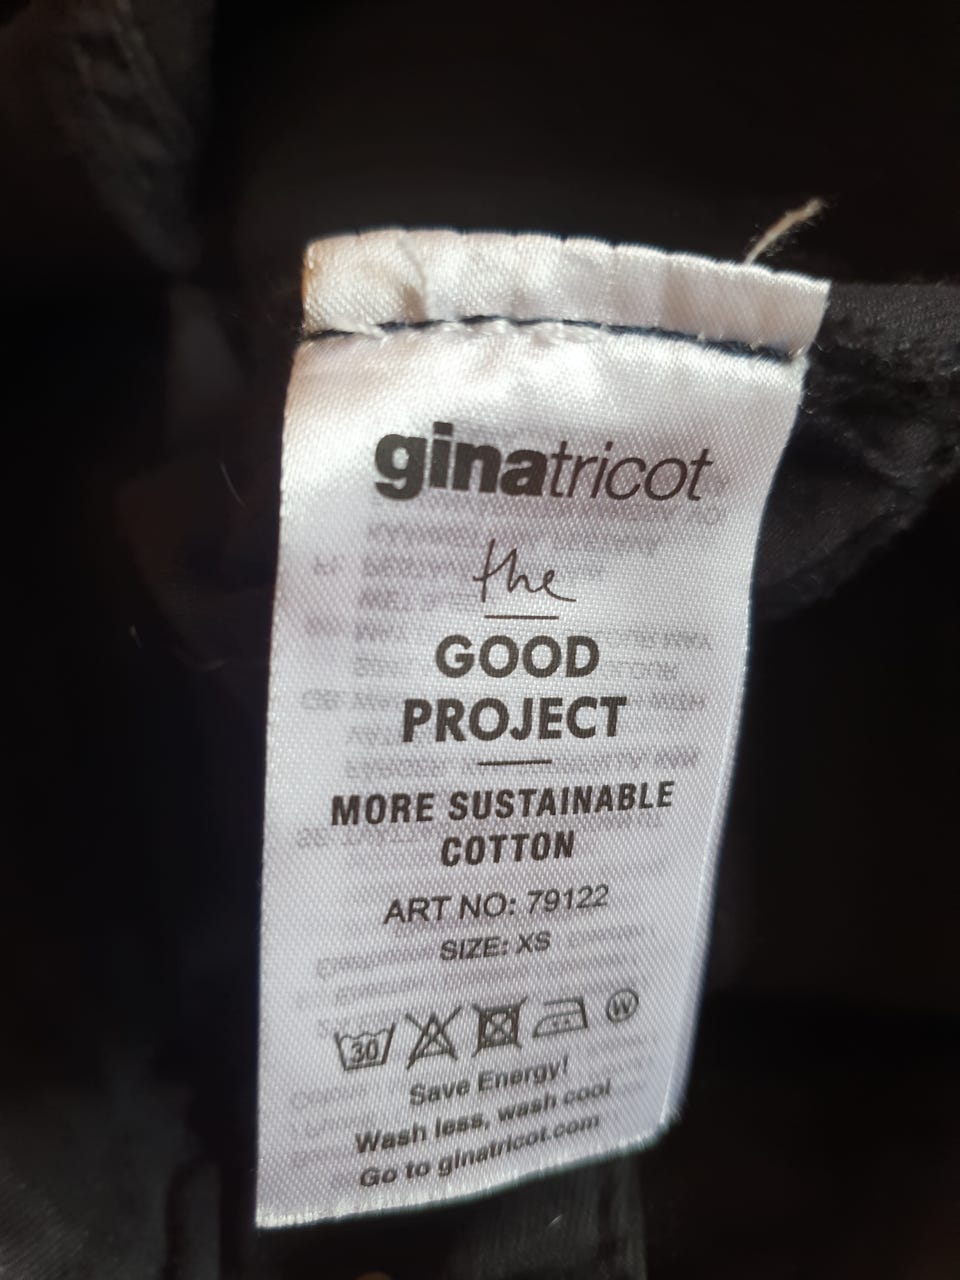 ginatricot
the
GOOD
PROJECT
MORE SUSTAINABLE
COTTON
ART NO: 79122
SIZE: XS
30
W
Save Energy!
Wash less, wash cool
Go to ginatricot.com